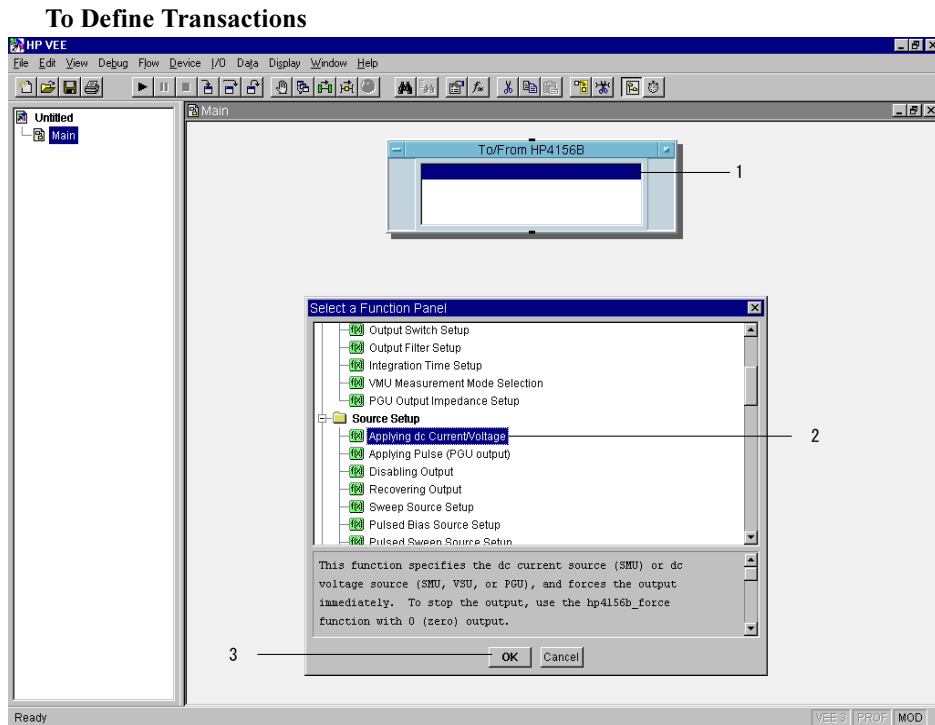 To Define Transactions
HP VEE
File Edit View Debug Flow Device I/O Data Display Window Help
Untitled
Main
Main
To/From HP4156B
1
Select a Function Panel
Output Switch Setup
Output Filter Setup
Integration Time Setup
VMU Measurement Mode Selection
PGU Output Impedance Setup
Source Setup
Applying dc Current/Voltage
2
Applying Pulse (PGU output)
Disabling Output
Recovering Output
Sweep Source Setup
Pulsed Bias Source Setup
Pulsed Sweep Source Setup
This function specifies the dc current source (SMU) or dc
voltage source (SMU, VSU, or PGU), and forces the output
immediately. To stop the output, use the hp4156b_force
function with 0 (zero) output.
3
OK Cancel
Ready
VEE 3 PROF MOD